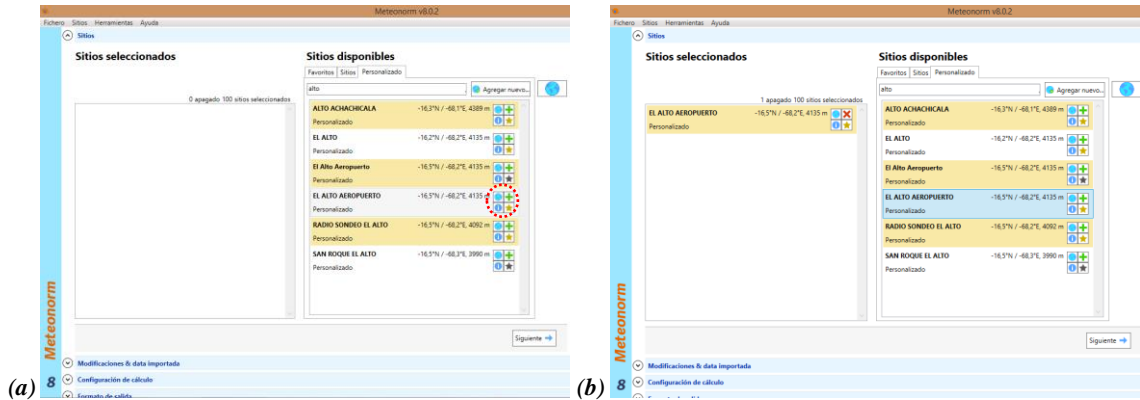 Meteonorm v8.0.2
Fichero Sitios Herramientas Ayuda
Sitios
Sitios seleccionados
0 apagado 100 sitios seleccionados
Sitios disponibles
Favoritos Sitios Personalizado
alto
Agregar nuevo...
ALTO ACHACHICALA -16,3°N / -68,1°E, 4389 m
Personalizado
EL ALTO -16,2°N / -68,2°E, 4135 m
Personalizado
El Alto Aeropuerto -16,5°N / -68,2°E, 4135 m
Personalizado
EL ALTO AEROPUERTO -16,5°N / -68,2°E, 4135
Personalizado
RADIO SONDEO EL ALTO -16,5°N / -68,2°E, 4092 m
Personalizado
SAN ROQUE EL ALTO -16,5°N / -68,3°E, 3990 m
Personalizado
Siguiente
Modificaciones & data importada
Configuración de cálculo
Formato de salida
Meteonorm
8
(a)
Meteonorm v8.0.2
Fichero Sitios Herramientas Ayuda
Sitios
Sitios seleccionados
1 apagado 100 sitios seleccionados
EL ALTO AEROPUERTO -16,5°N / -68,2°E, 4135 m
Personalizado
Sitios disponibles
Favoritos Sitios Personalizado
alto
Agregar nuevo...
ALTO ACHACHICALA -16,3°N / -68,1°E, 4389 m
Personalizado
EL ALTO -16,2°N / -68,2°E, 4135 m
Personalizado
El Alto Aeropuerto -16,5°N / -68,2°E, 4135 m
Personalizado
EL ALTO AEROPUERTO -16,5°N / -68,2°E, 4135 m
Personalizado
RADIO SONDEO EL ALTO -16,5°N / -68,2°E, 4092 m
Personalizado
SAN ROQUE EL ALTO -16,5°N / -68,3°E, 3990 m
Personalizado
Siguiente
Modificaciones & data importada
Configuración de cálculo
Meteonorm
8
(b)